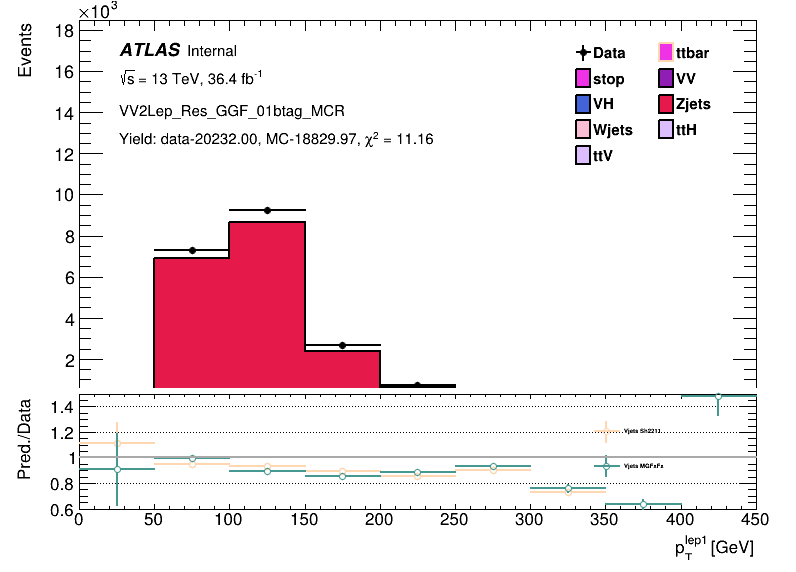 ×10³
Events
ATLAS Internal
√s = 13 TeV, 36.4 fb⁻¹
VV2Lep_Res_GGF_01btag_MCR
Yield: data-20232.00, MC-18829.97, χ² = 11.16
Data
ttbar
stop
VV
VH
Zjets
Wjets
ttH
ttV
18
16
14
12
10
8
6
4
2
Pred./Data
1.4
1.2
1
0.8
0.6
Vjets Sh2211
Vjets MGFxFx
0 50 100 150 200 250 300 350 400 450
p_T^lep1 [GeV]